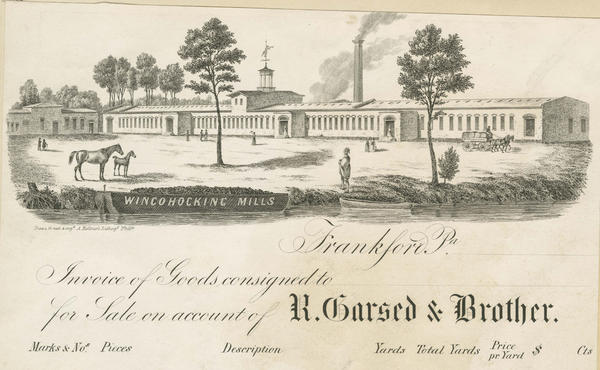 WINCOHOCKING MILLS
Frankford Pa
Invoice of Goods consigned to
for Sale on account of R. Garsed & Brother.
Marks & Nos. Pieces Description Yards Total Yards Price pr Yard $ Cts